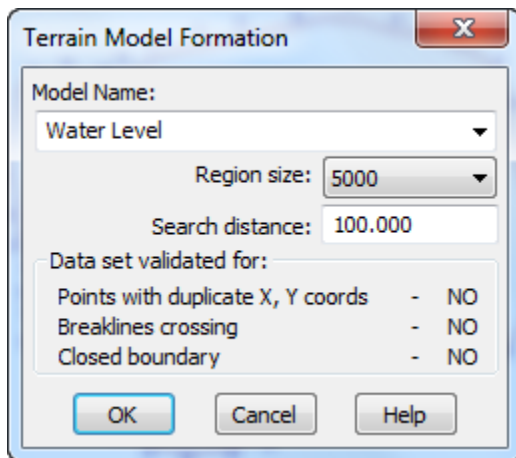 Terrain Model Formation
Model Name:
Water Level
Region size: 5000
Search distance: 100.000
Data set validated for:
Points with duplicate X, Y coords - NO
Breaklines crossing - NO
Closed boundary - NO
OK Cancel Help